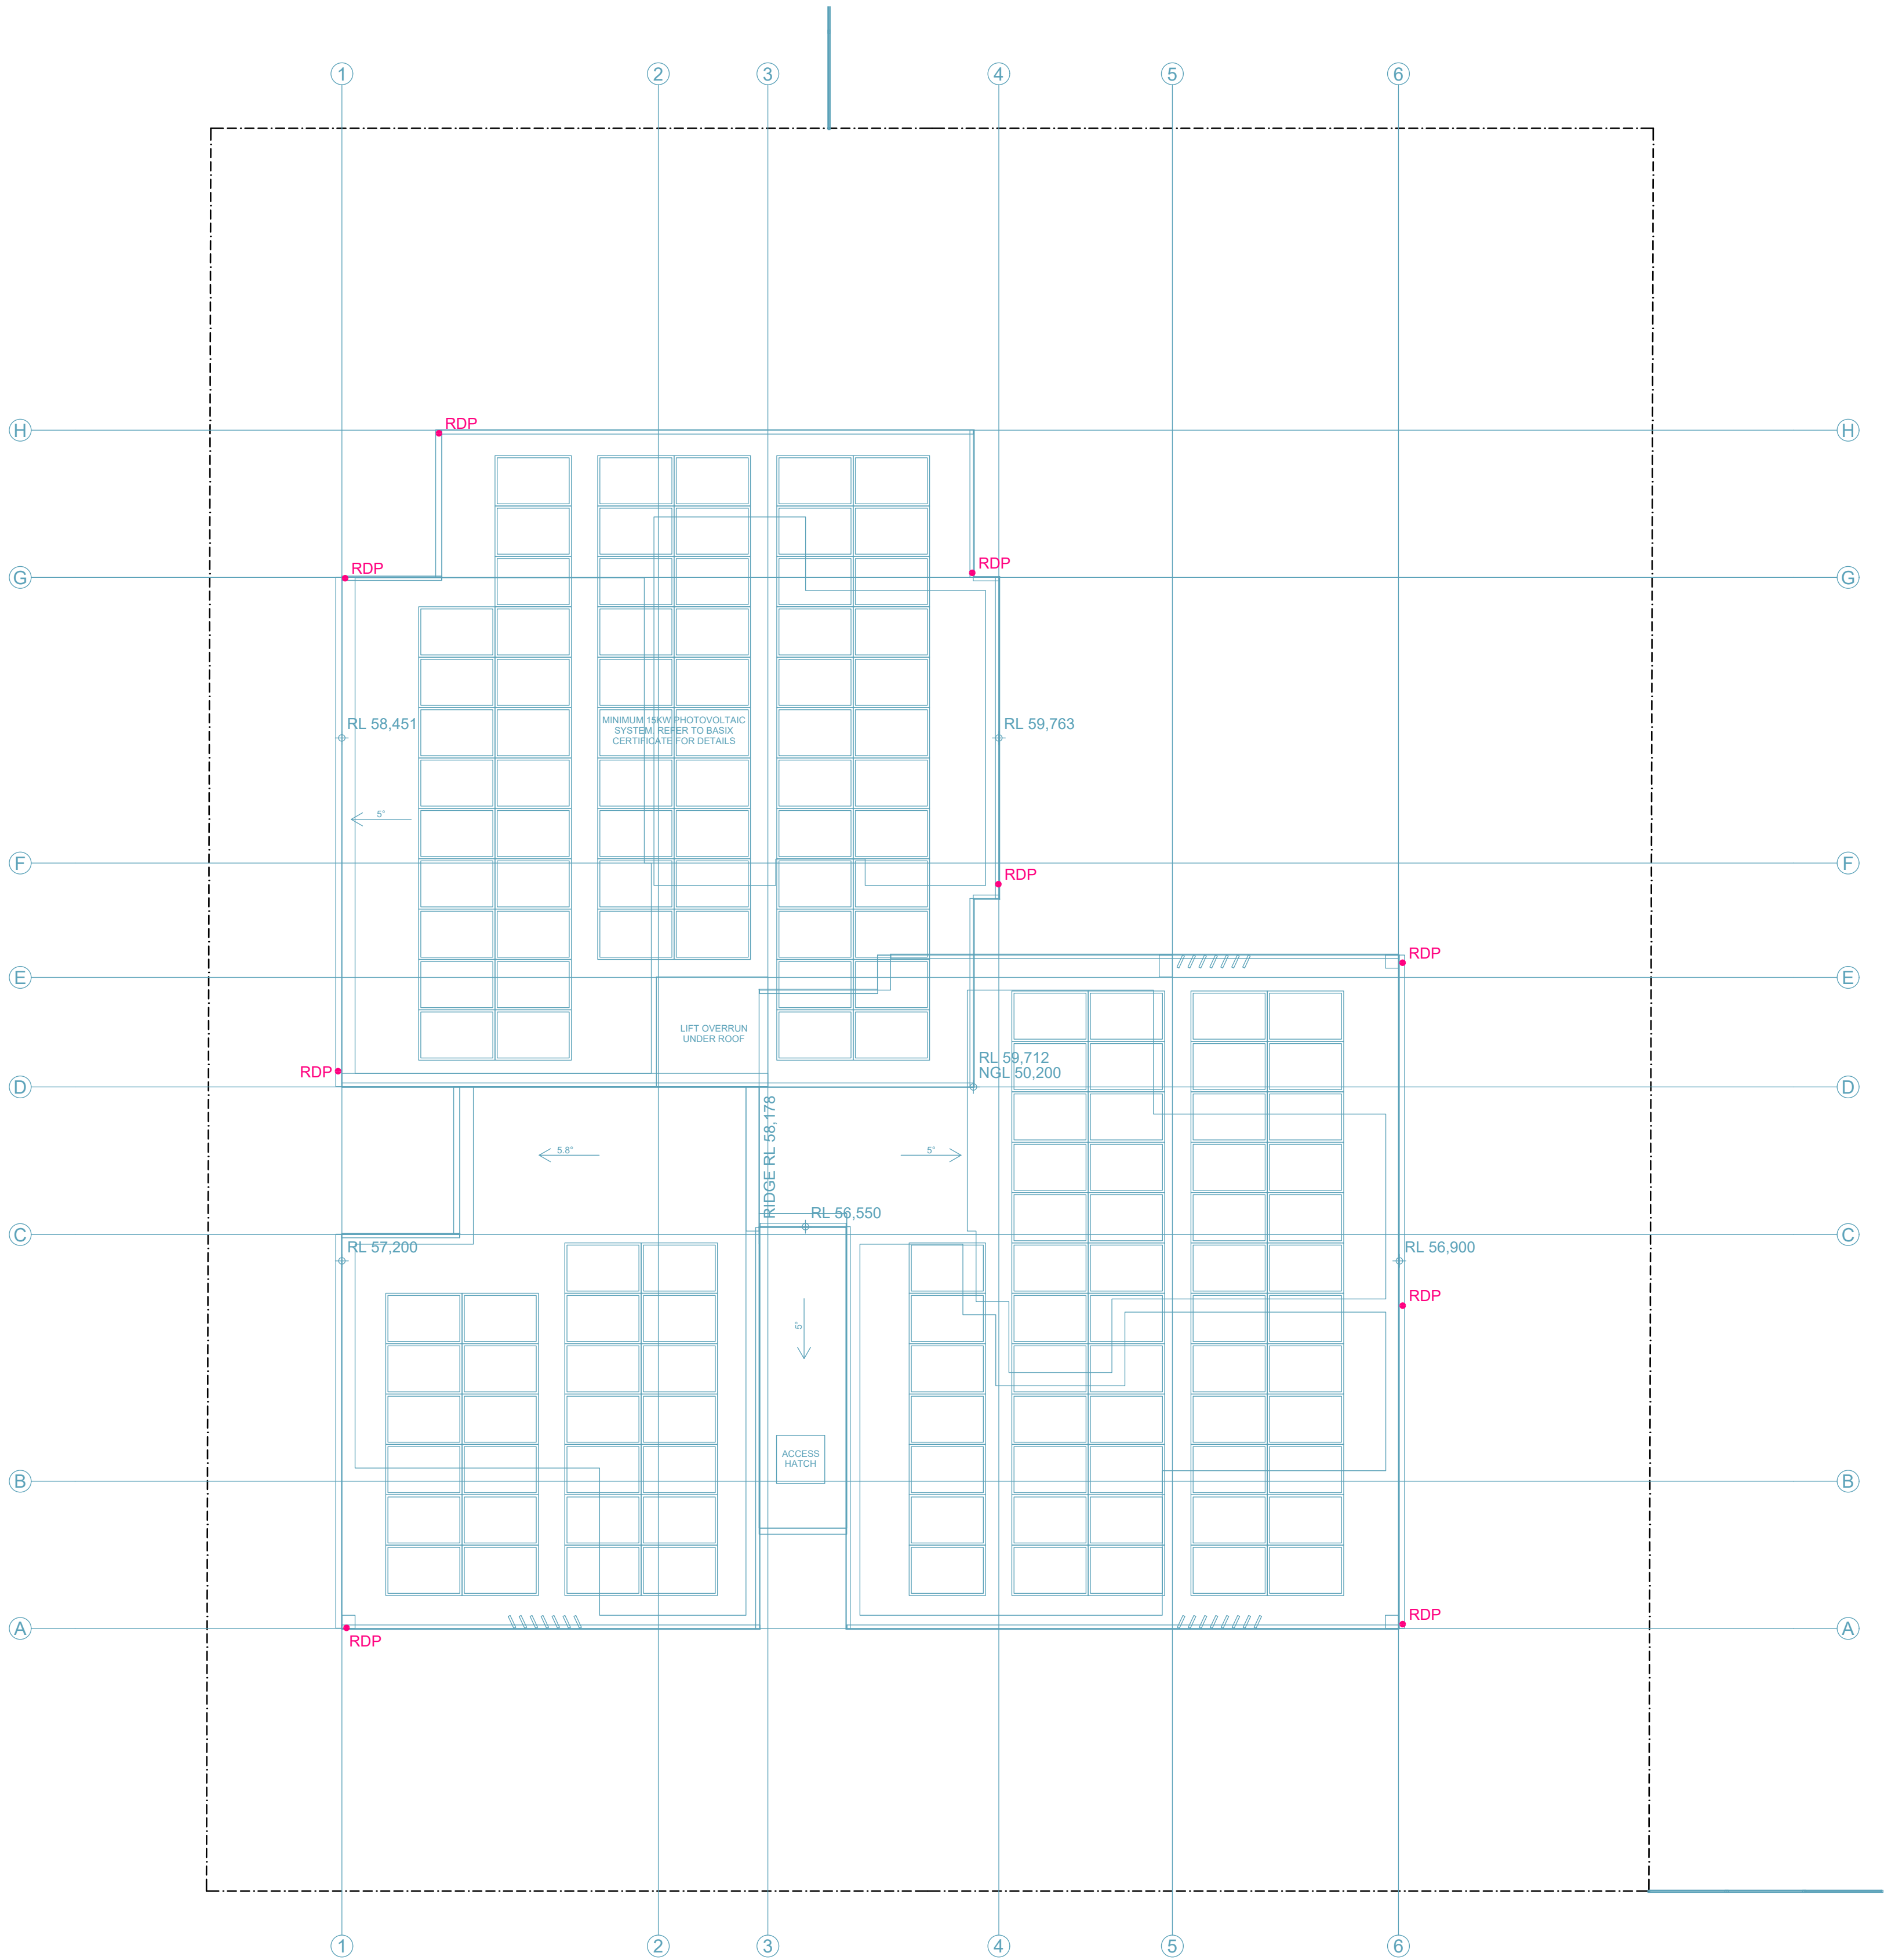 1
2
3
4
5
6
H
H
RDP
G
RDP
RDP
G
RL 58,451
MINIMUM 15KW PHOTOVOLTAIC
SYSTEM. REFER TO BASIX
CERTIFICATE FOR DETAILS
RL 59,763
5°
F
F
RDP
RDP
E
E
LIFT OVERRUN
UNDER ROOF
RL 59,712
NGL 50,200
RDP
D
D
RIDGE RL 58,178
5.8°
5°
RL 56,550
C
C
RL 57,200
RL 56,900
RDP
5°
ACCESS
HATCH
B
B
RDP
A
A
RDP
1
2
3
4
5
6